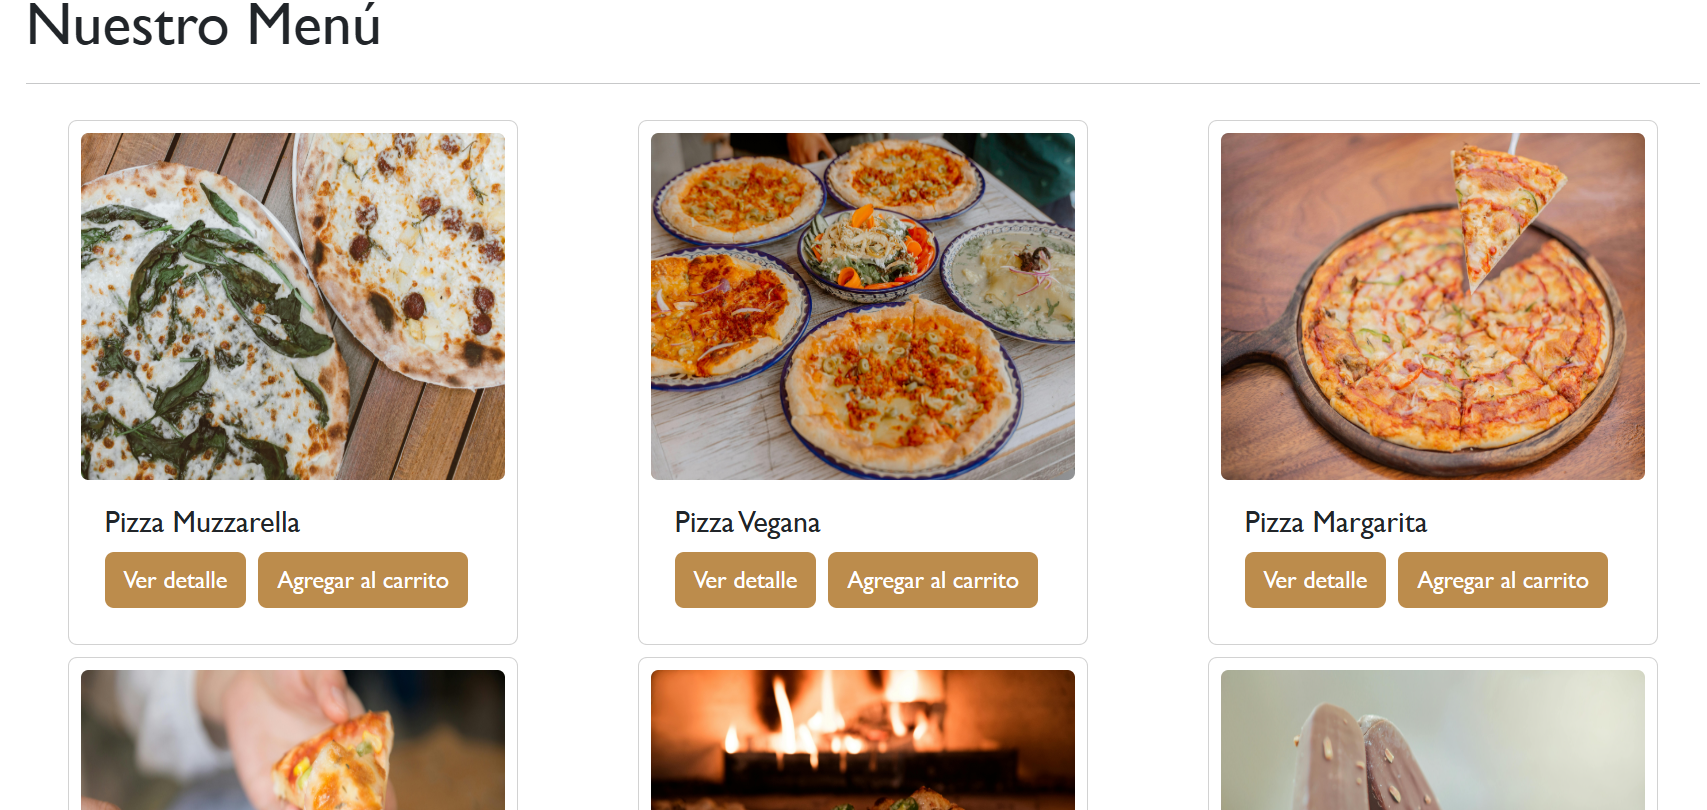 Nuestro Menú
Pizza Muzzarella
Ver detalle
Agregar al carrito
Pizza Vegana
Ver detalle
Agregar al carrito
Pizza Margarita
Ver detalle
Agregar al carrito